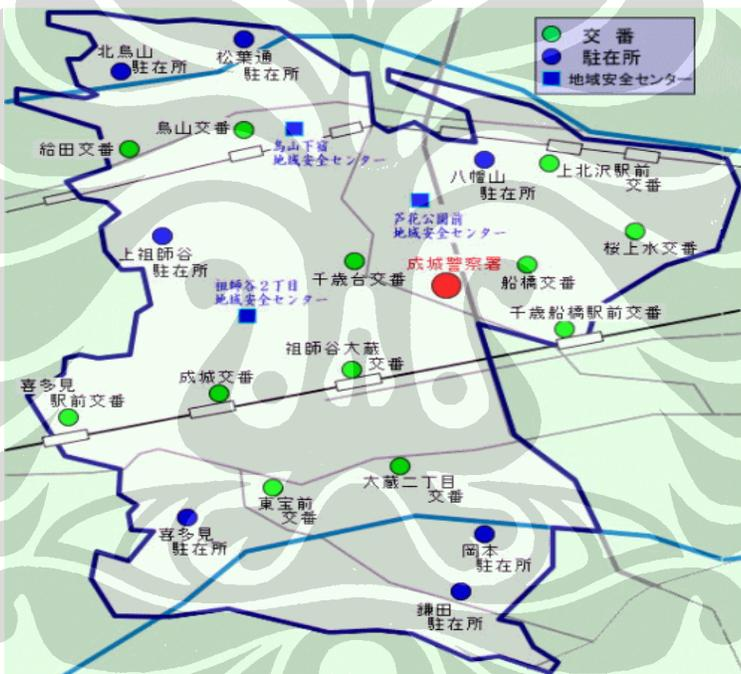 交 番
駐在所
地域安全センター
北烏山
駐在所
松葉通
駐在所
給田交番
烏山交番
烏山下宿
地域安全センター
八幡山
駐在所
上北沢駅前
交番
芦花公園前
地域安全センター
桜上水交番
上祖師谷
駐在所
千歳台交番
成城警察署
船橋交番
祖師谷2丁目
地域安全センター
千歳船橋駅前交番
祖師谷大蔵
交番
成城交番
喜多見
駅前交番
大蔵二丁目
交番
東宝前
交番
喜多見
駐在所
岡本
駐在所
鎌田
駐在所